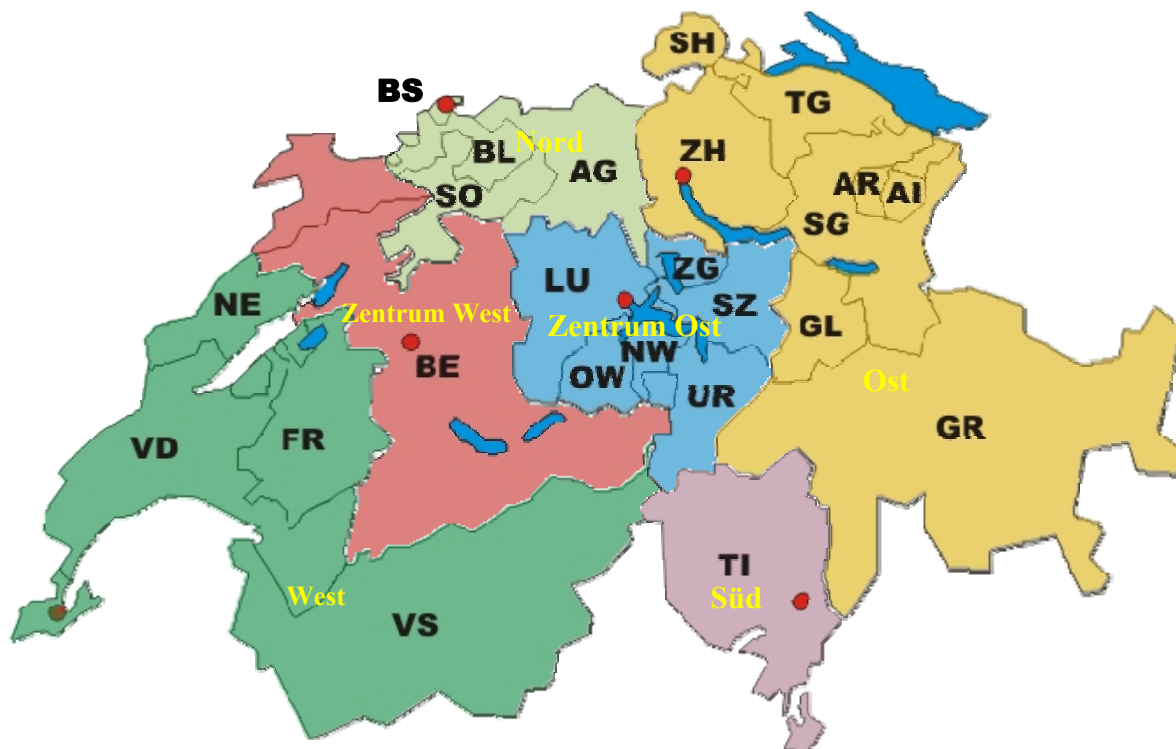 SH
BS
TG
Nord
BL
AG
ZH
SO
AR
AI
SG
NE
LU
ZG
SZ
Zentrum West
Zentrum Ost
GL
BE
NW
OW
UR
Ost
VD
FR
GR
TI
West
Süd
VS